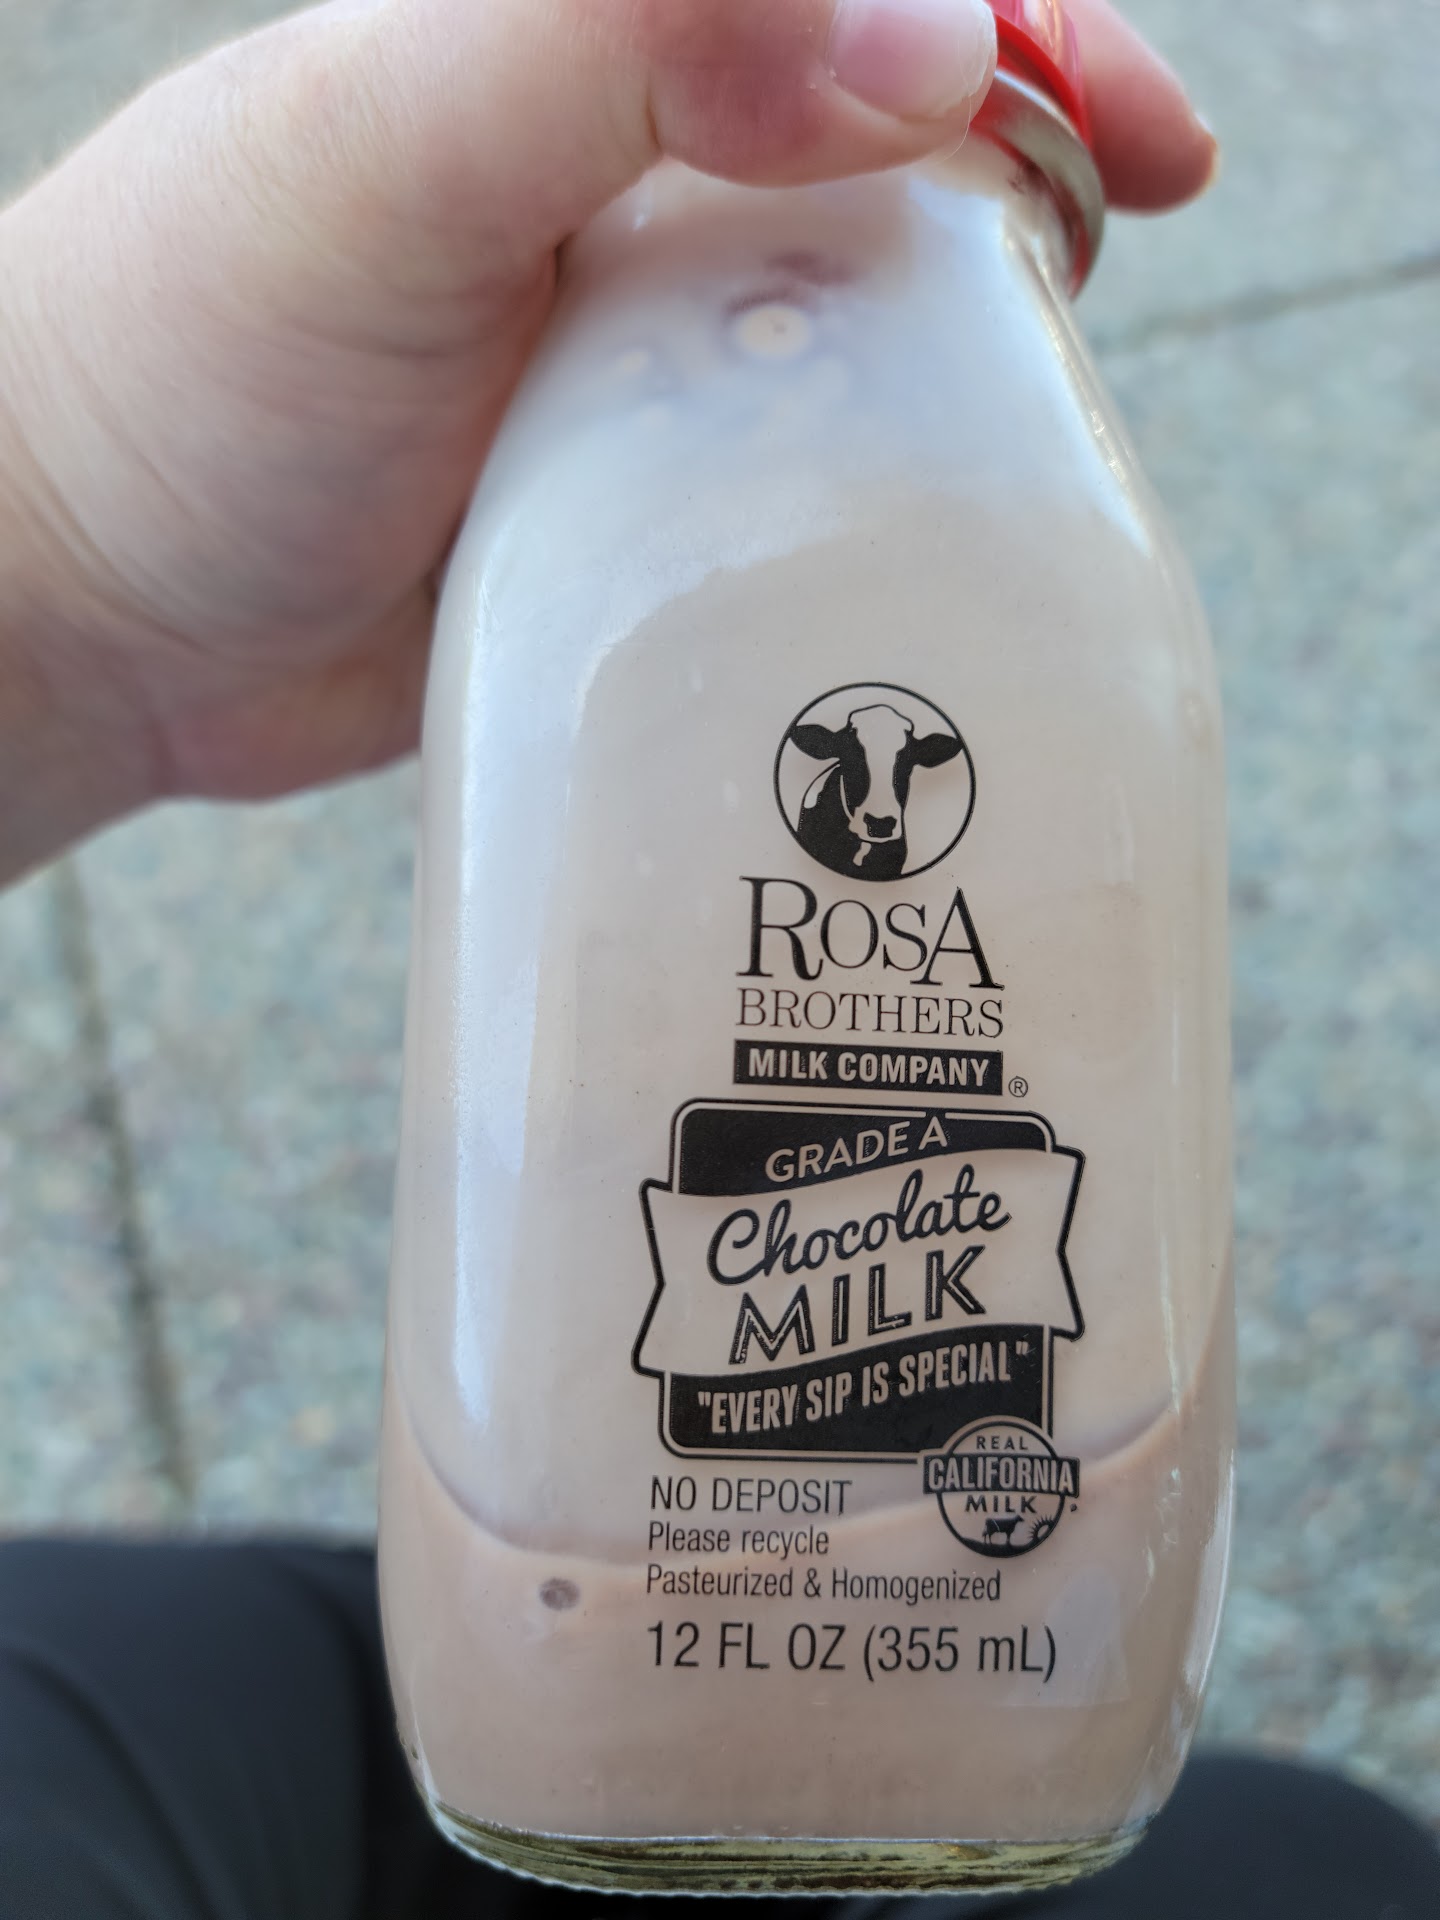 ROSA
BROTHERS
MILK COMPANY ®
GRADE A
Chocolate
MILK
"EVERY SIP IS SPECIAL"
REAL
CALIFORNIA
MILK
NO DEPOSIT
Please recycle
Pasteurized & Homogenized
12 FL OZ (355 mL)